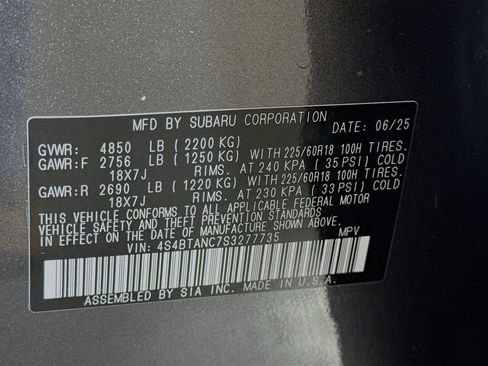 MFD BY SUBARU CORPORATION DATE: 06/25
GVWR: 4850 LB (2200 KG)
GAWR:F 2756 LB (1250 KG) WITH 225/60R18 100H TIRES.
18X7J RIMS. AT 240 KPA (35 PSI) COLD
GAWR:R 2690 LB (1220 KG) WITH 225/60R18 100H TIRES.
18X7J RIMS. AT 230 KPA (33 PSI) COLD
THIS VEHICLE CONFORMS TO ALL APPLICABLE FEDERAL MOTOR
VEHICLE SAFETY AND THEFT PREVENTION STANDARDS
IN EFFECT ON THE DATE OF MANUFACTURE SHOWN ABOVE.
VIN: 4S4BTANC7S3277735 MPV
ASSEMBLED BY SIA INC. MADE IN U.S.A.